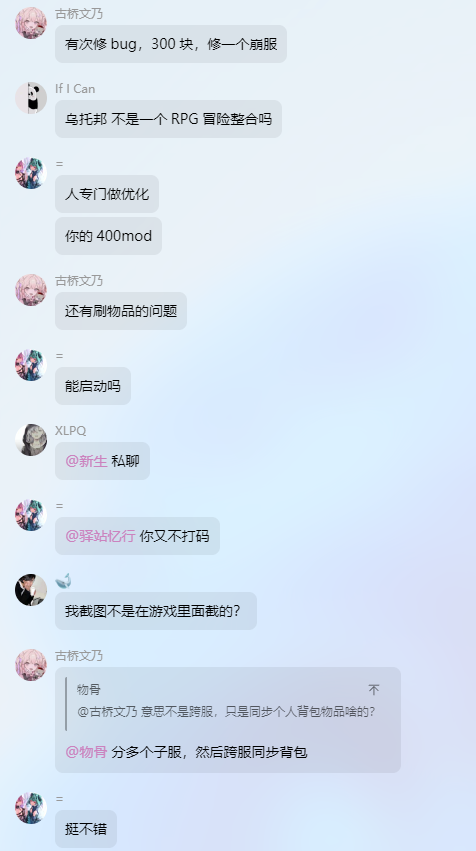 古桥文乃
有次修 bug，300 块，修一个崩服
If I Can
乌托邦 不是一个 RPG 冒险整合吗
=
人专门做优化
你的 400mod
古桥文乃
还有刷物品的问题
=
能启动吗
XLPQ
@新生 私聊
=
@驿站忆行 你又不打码
我截图不是在游戏里面截的?
古桥文乃
物骨
@古桥文乃 意思不是跨服，只是同步个人背包物品啥的?
@物骨 分多个子服，然后跨服同步背包
=
挺不错